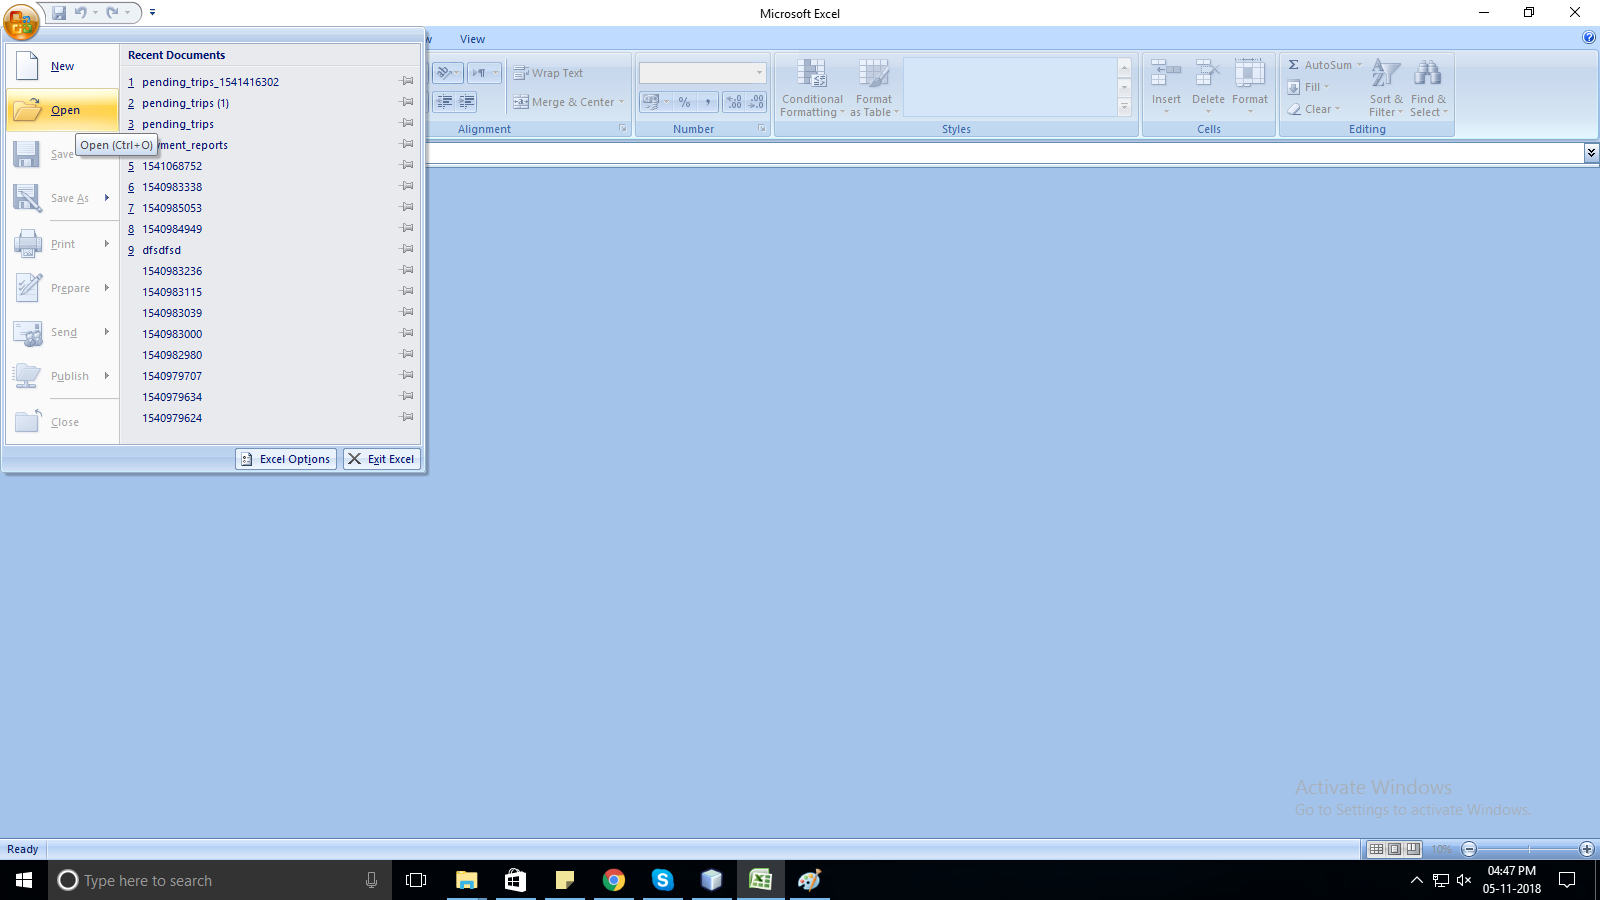 Microsoft Excel
View
New
Open
Open (Ctrl+O)
Save
Save As
Print
Prepare
Send
Publish
Close
Recent Documents
1 pending_trips_1541416302
2 pending_trips (1)
3 pending_trips
yment_reports
5 1541068752
6 1540983338
7 1540985053
8 1540984949
9 dfsdfsd
1540983236
1540983115
1540983039
1540983000
1540982980
1540979707
1540979634
1540979624
Excel Options
Exit Excel
Wrap Text
Merge & Center
Alignment
%
,
Number
Conditional
Formatting
Format
as Table
Styles
Insert
Delete
Format
Cells
Σ AutoSum
Fill
Clear
Sort &
Filter
Find &
Select
Editing
Activate Windows
Go to Settings to activate Windows.
Ready
10%
Type here to search
04:47 PM
05-11-2018